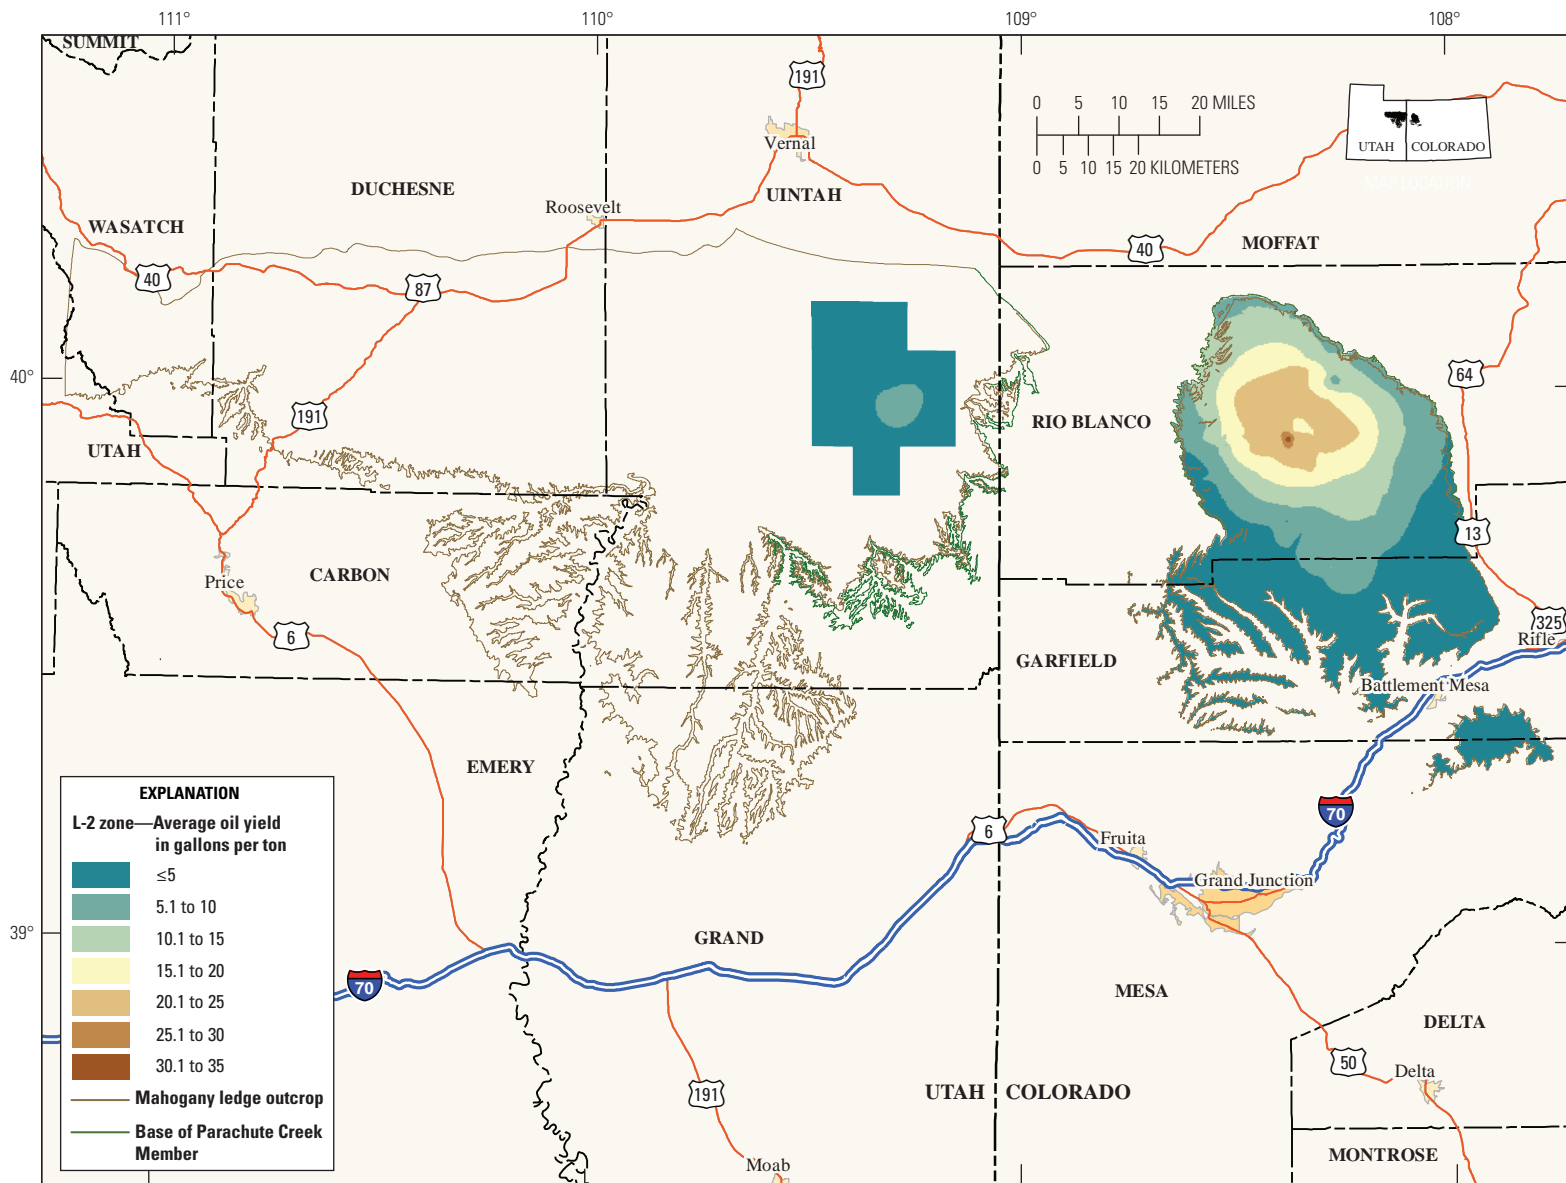 111°
110°
109°
108°
SUMMIT
191
0 5 10 15 20 MILES
0 5 10 15 20 KILOMETERS
UTAH COLORADO
MAP LOCATION
Vernal
DUCHESNE
UINTAH
Roosevelt
WASATCH
40
87
40
MOFFAT
40°
64
191
RIO BLANCO
UTAH
13
Price
CARBON
6
325
Rifle
GARFIELD
Battlement Mesa
EMERY
70
6
Fruita
Grand Junction
39°
GRAND
70
MESA
DELTA
50
Delta
191
UTAH COLORADO
MONTROSE
Moab
EXPLANATION
L-2 zone—Average oil yield
in gallons per ton
≤5
5.1 to 10
10.1 to 15
15.1 to 20
20.1 to 25
25.1 to 30
30.1 to 35
Mahogany ledge outcrop
Base of Parachute Creek
Member